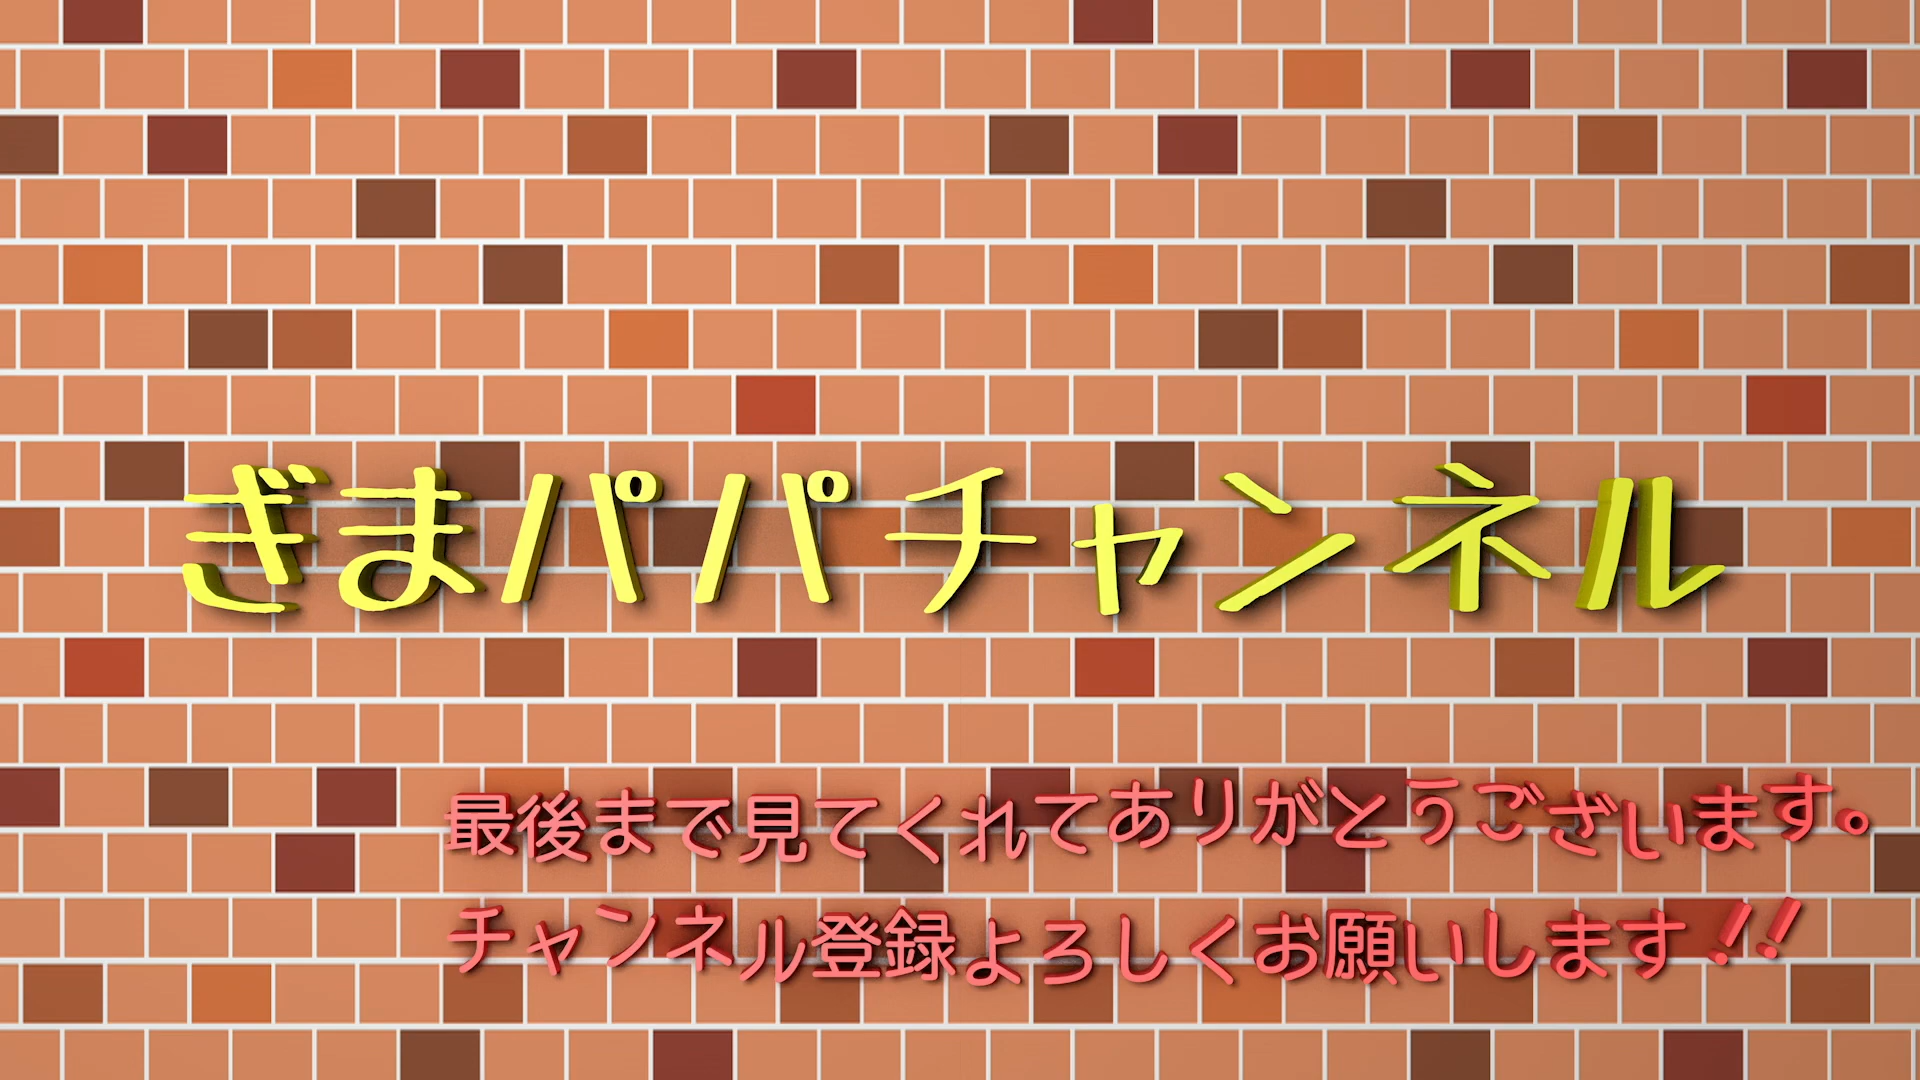 ぎまパパチャンネル
最後まで見てくれてありがとうございます。
チャンネル登録よろしくお願いします!!